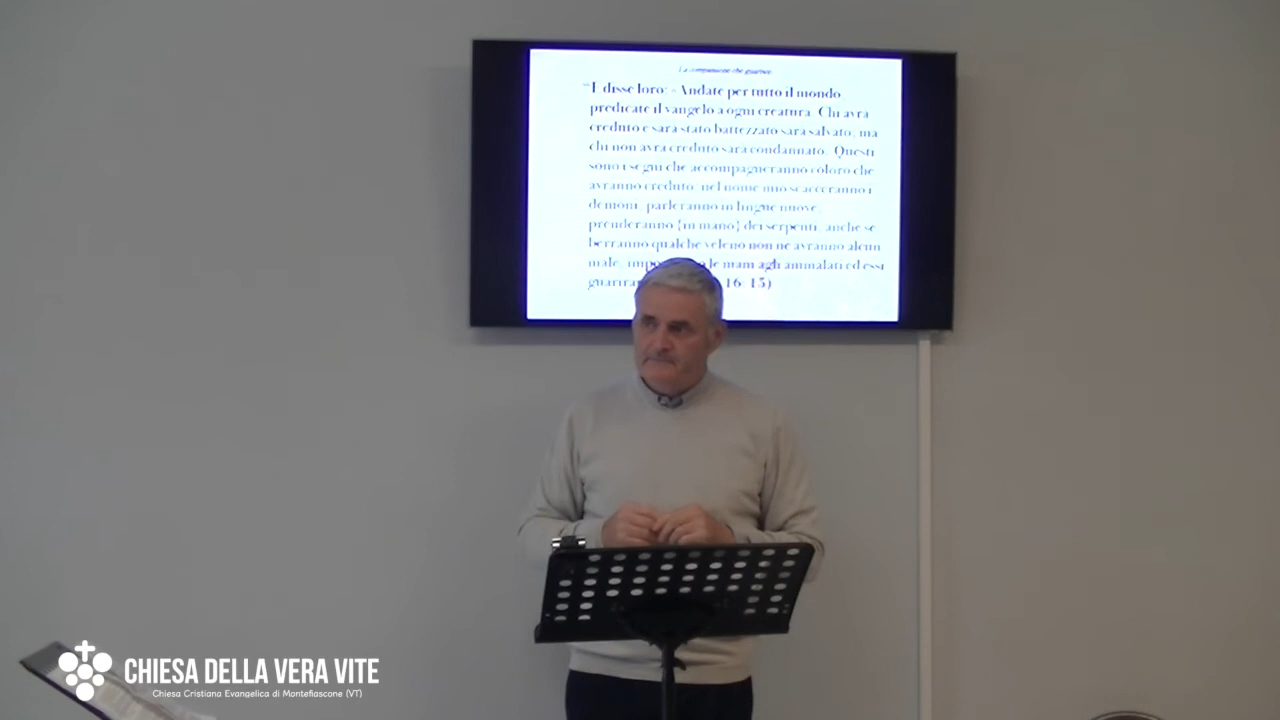 La compassione che guarisce
"E disse loro: «Andate per tutto il mondo
predicate il vangelo a ogni creatura. Chi avrà
creduto e sarà stato battezzato sarà salvato, ma
chi non avrà creduto sarà condannato. Questi
sono i segni che accompagneranno coloro che
avranno creduto: nel nome mio scacceranno i
demoni, parleranno in lingue nuove,
prenderanno {in mano} dei serpenti, anche se
berranno qualche veleno non ne avranno alcun
male, le mani agli ammalati ed essi
16:15)
CHIESA DELLA VERA VITE
Chiesa Cristiana Evangelica di Montefiascone (VT)